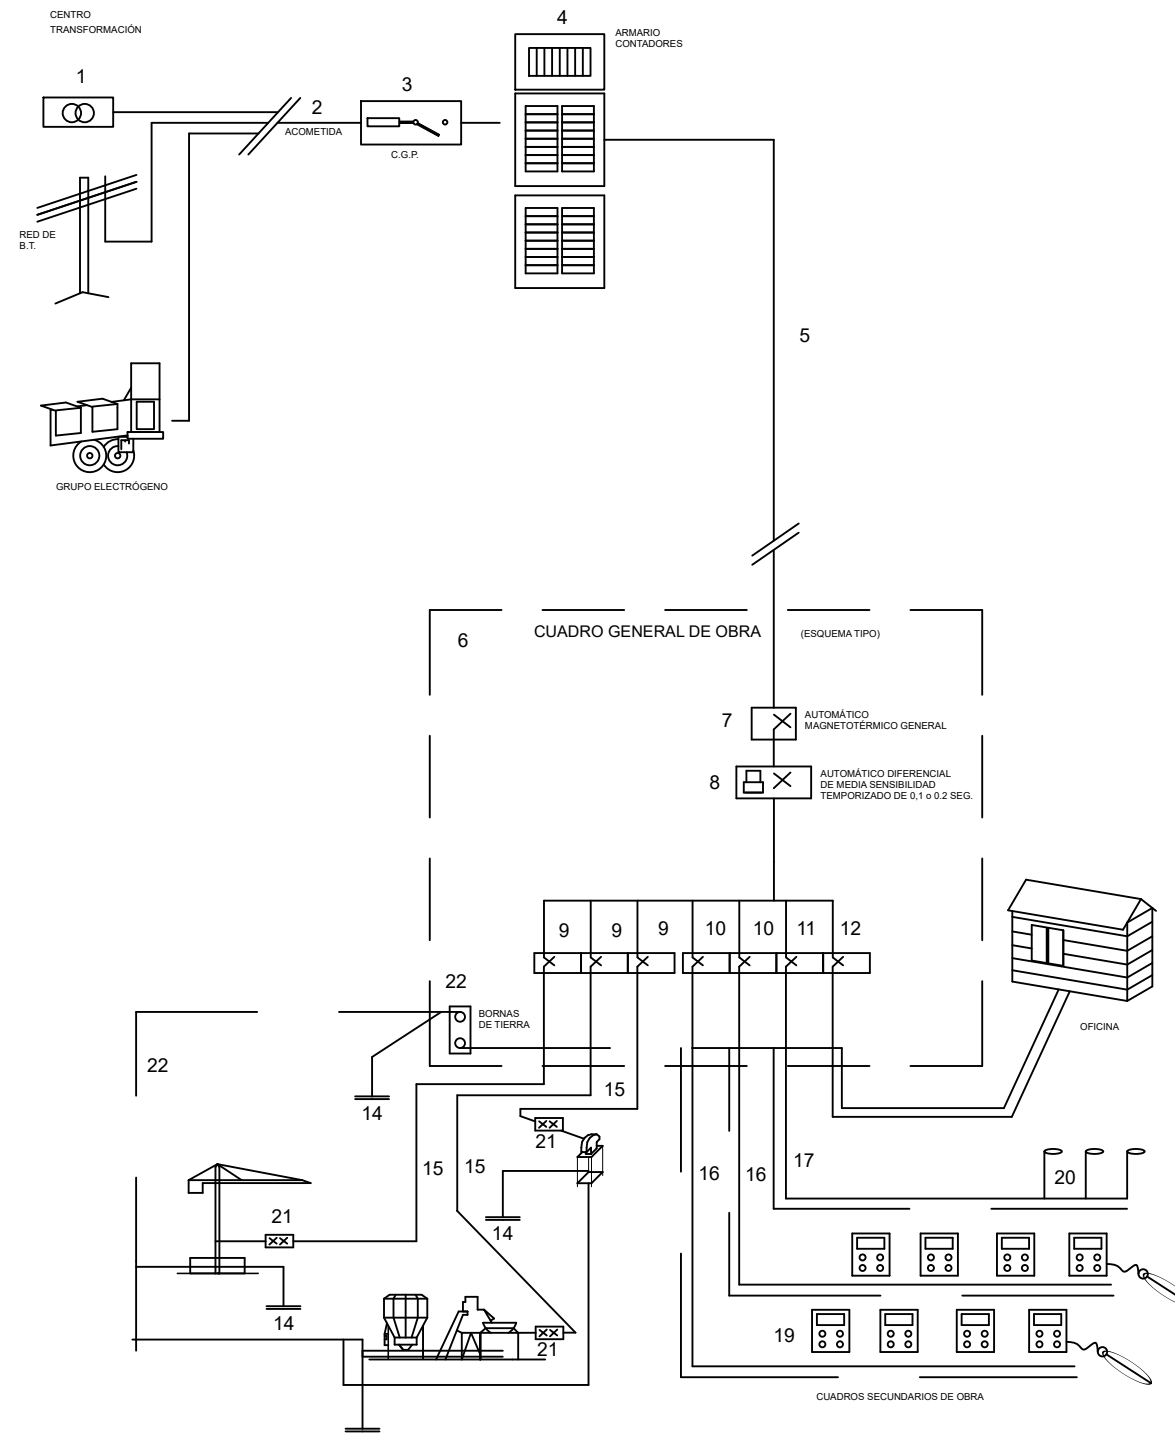 CENTRO
TRANSFORMACIÓN
1
2
ACOMETIDA
3
C.G.P.
4
ARMARIO
CONTADORES
RED DE
B.T.
GRUPO ELECTRÓGENO
5
6
CUADRO GENERAL DE OBRA
(ESQUEMA TIPO)
7
AUTOMÁTICO
MAGNETOTÉRMICO GENERAL
8
AUTOMÁTICO DIFERENCIAL
DE MEDIA SENSIBILIDAD
TEMPORIZADO DE 0,1 o 0.2 SEG.
9
9
9
10
10
11
12
22
BORNAS
DE TIERRA
OFICINA
22
14
15
21
15
15
16
16
17
20
21
14
14
21
19
CUADROS SECUNDARIOS DE OBRA